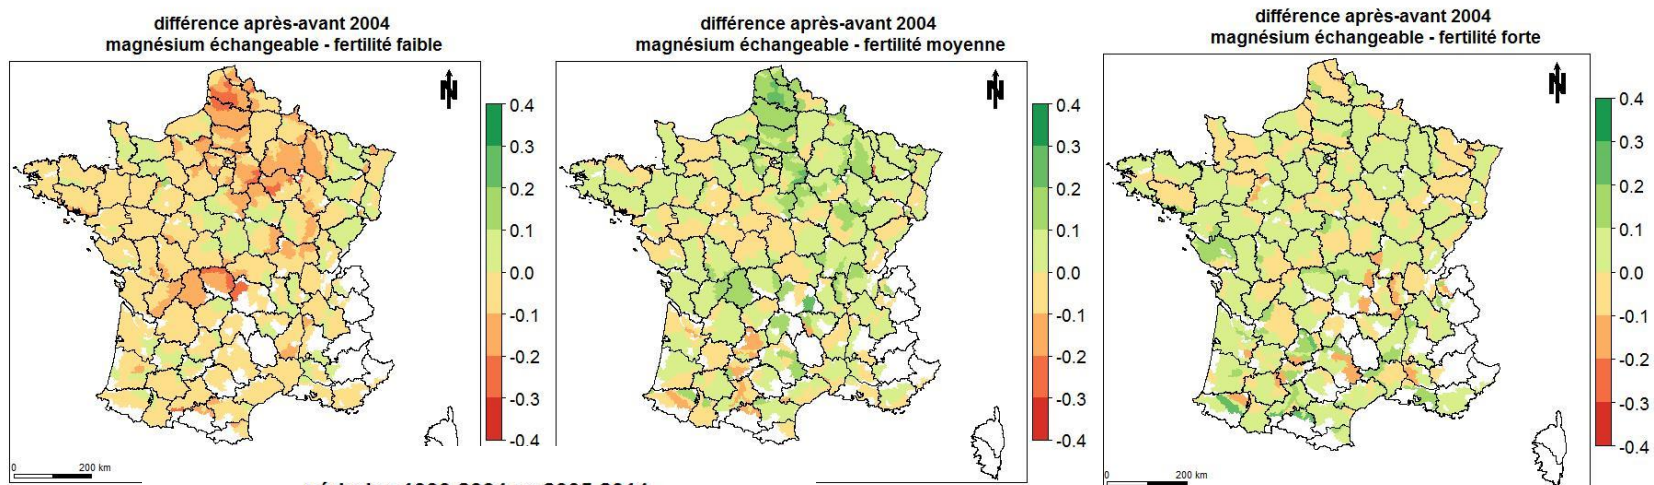 différence après-avant 2004
magnésium échangeable - fertilité faible
N
0.4
0.3
0.2
0.1
0.0
-0.1
-0.2
-0.3
-0.4
0 200 km
différence après-avant 2004
magnésium échangeable - fertilité moyenne
N
0.4
0.3
0.2
0.1
0.0
-0.1
-0.2
-0.3
-0.4
différence après-avant 2004
magnésium échangeable - fertilité forte
N
0.4
0.3
0.2
0.1
0.0
-0.1
-0.2
-0.3
-0.4
0 200 km